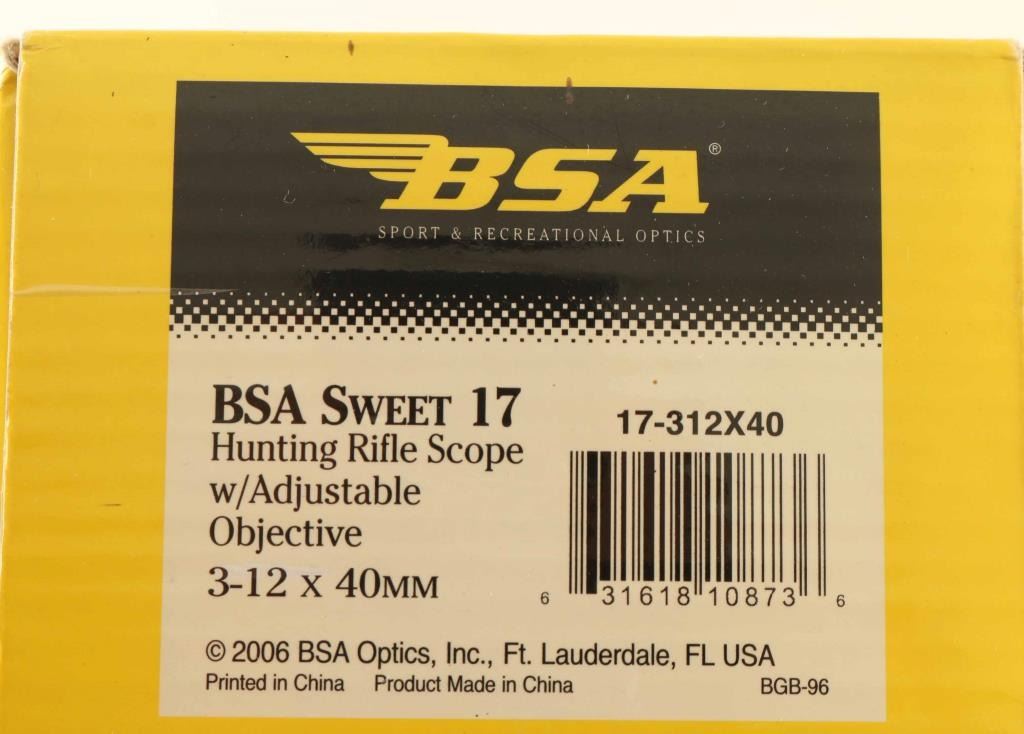 BSA®
SPORT & RECREATIONAL OPTICS
BSA SWEET 17
Hunting Rifle Scope
w/Adjustable
Objective
3-12 X 40MM
17-312X40
6 31618 10873 6
© 2006 BSA Optics, Inc., Ft. Lauderdale, FL USA
Printed in China Product Made in China BGB-96